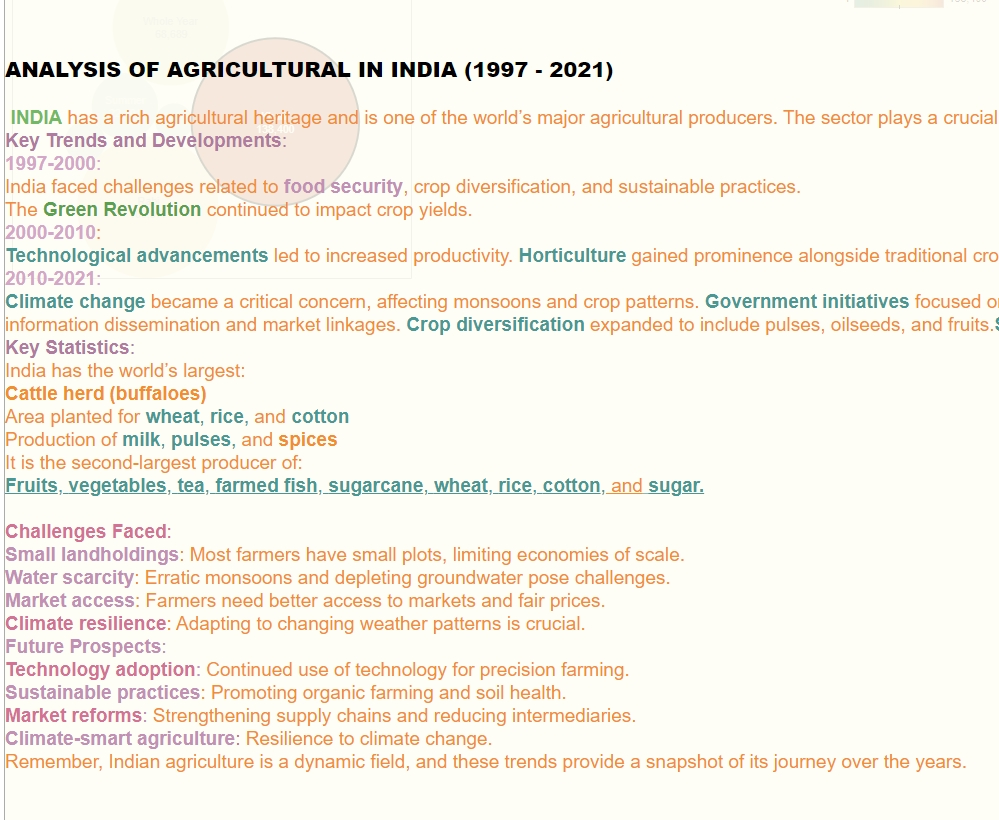 ANALYSIS OF AGRICULTURAL IN INDIA (1997 - 2021)
INDIA has a rich agricultural heritage and is one of the world’s major agricultural producers. The sector plays a crucial
Key Trends and Developments:
1997-2000:
India faced challenges related to food security, crop diversification, and sustainable practices.
The Green Revolution continued to impact crop yields.
2000-2010:
Technological advancements led to increased productivity. Horticulture gained prominence alongside traditional cro
2010-2021:
Climate change became a critical concern, affecting monsoons and crop patterns. Government initiatives focused o
information dissemination and market linkages. Crop diversification expanded to include pulses, oilseeds, and fruits.S
Key Statistics:
India has the world’s largest:
Cattle herd (buffaloes)
Area planted for wheat, rice, and cotton
Production of milk, pulses, and spices
It is the second-largest producer of:
Fruits, vegetables, tea, farmed fish, sugarcane, wheat, rice, cotton, and sugar.
Challenges Faced:
Small landholdings: Most farmers have small plots, limiting economies of scale.
Water scarcity: Erratic monsoons and depleting groundwater pose challenges.
Market access: Farmers need better access to markets and fair prices.
Climate resilience: Adapting to changing weather patterns is crucial.
Future Prospects:
Technology adoption: Continued use of technology for precision farming.
Sustainable practices: Promoting organic farming and soil health.
Market reforms: Strengthening supply chains and reducing intermediaries.
Climate-smart agriculture: Resilience to climate change.
Remember, Indian agriculture is a dynamic field, and these trends provide a snapshot of its journey over the years.